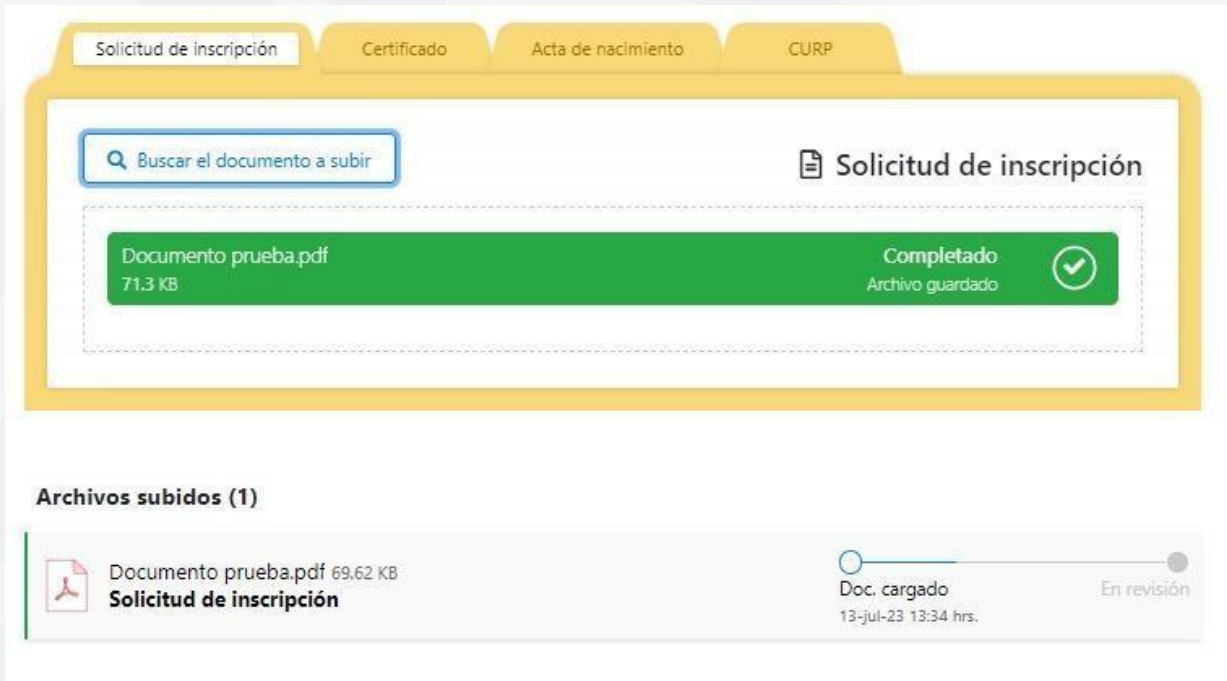 Solicitud de inscripción Certificado Acta de nacimiento CURP
Buscar el documento a subir
Solicitud de inscripción
Documento prueba.pdf
71.3 KB
Completado
Archivo guardado
Archivos subidos (1)
Documento prueba.pdf 69.62 KB
Solicitud de inscripción
Doc. cargado
13-jul-23 13:34 hrs.
En revisión